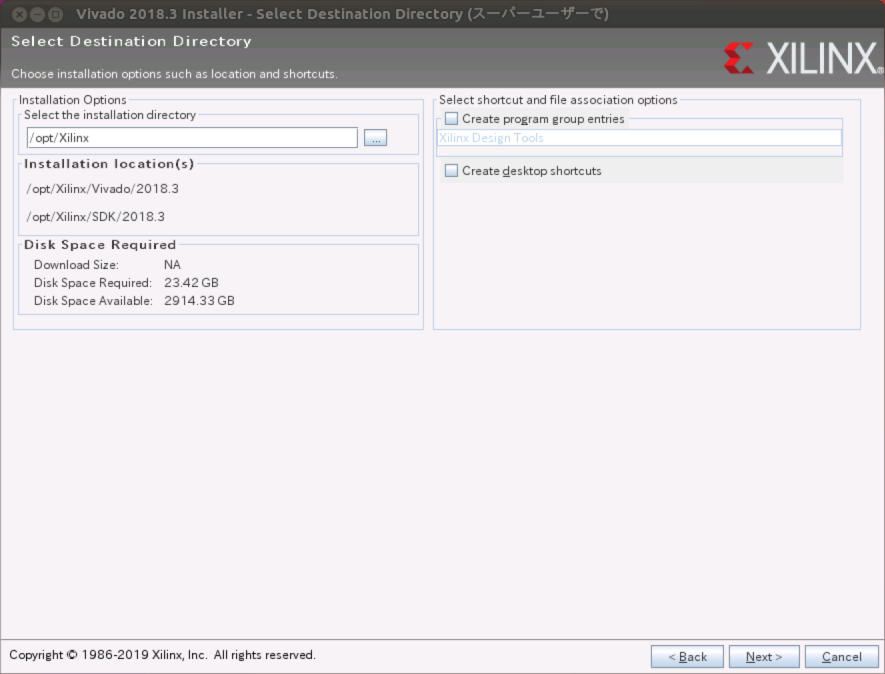 Vivado 2018.3 Installer - Select Destination Directory (スーパーユーザーで)
Select Destination Directory
Choose installation options such as location and shortcuts.
XILINX®
Installation Options
Select the installation directory
/opt/Xilinx
...
Installation location(s)
/opt/Xilinx/Vivado/2018.3
/opt/Xilinx/SDK/2018.3
Disk Space Required
Download Size: NA
Disk Space Required: 23.42 GB
Disk Space Available: 2914.33 GB
Select shortcut and file association options
Create program group entries
Xilinx Design Tools
Create desktop shortcuts
Copyright © 1986-2019 Xilinx, Inc. All rights reserved.
< Back Next > Cancel